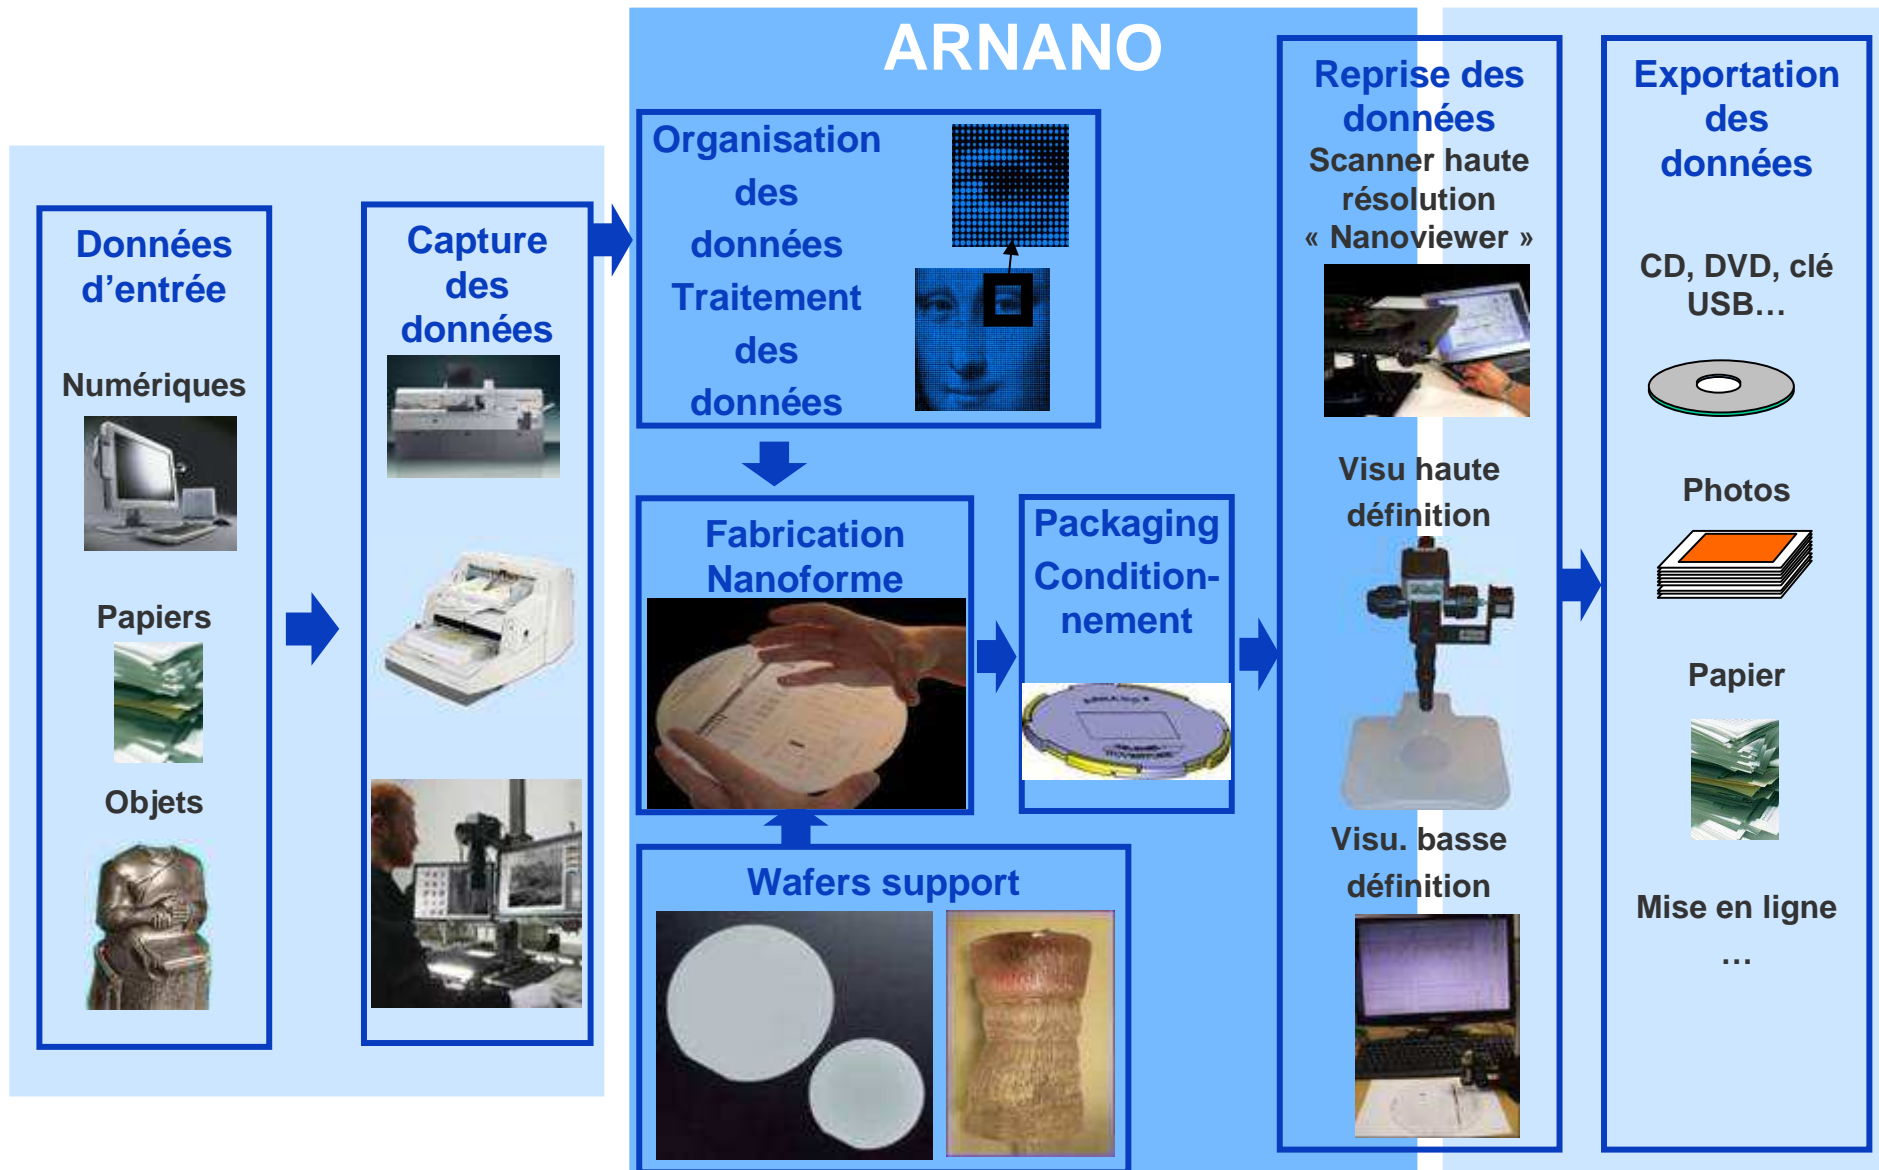 ARNANO
Données
d’entrée
Numériques
Papiers
Objets
Capture
des
données
Organisation
des
données
Traitement
des
données
Fabrication
Nanoforme
Wafers support
Packaging
Condition-
nement
Reprise des
données
Scanner haute
résolution
« Nanoviewer »
Visu haute
définition
Visu. basse
définition
Exportation
des
données
CD, DVD, clé
USB…
Photos
Papier
Mise en ligne
…